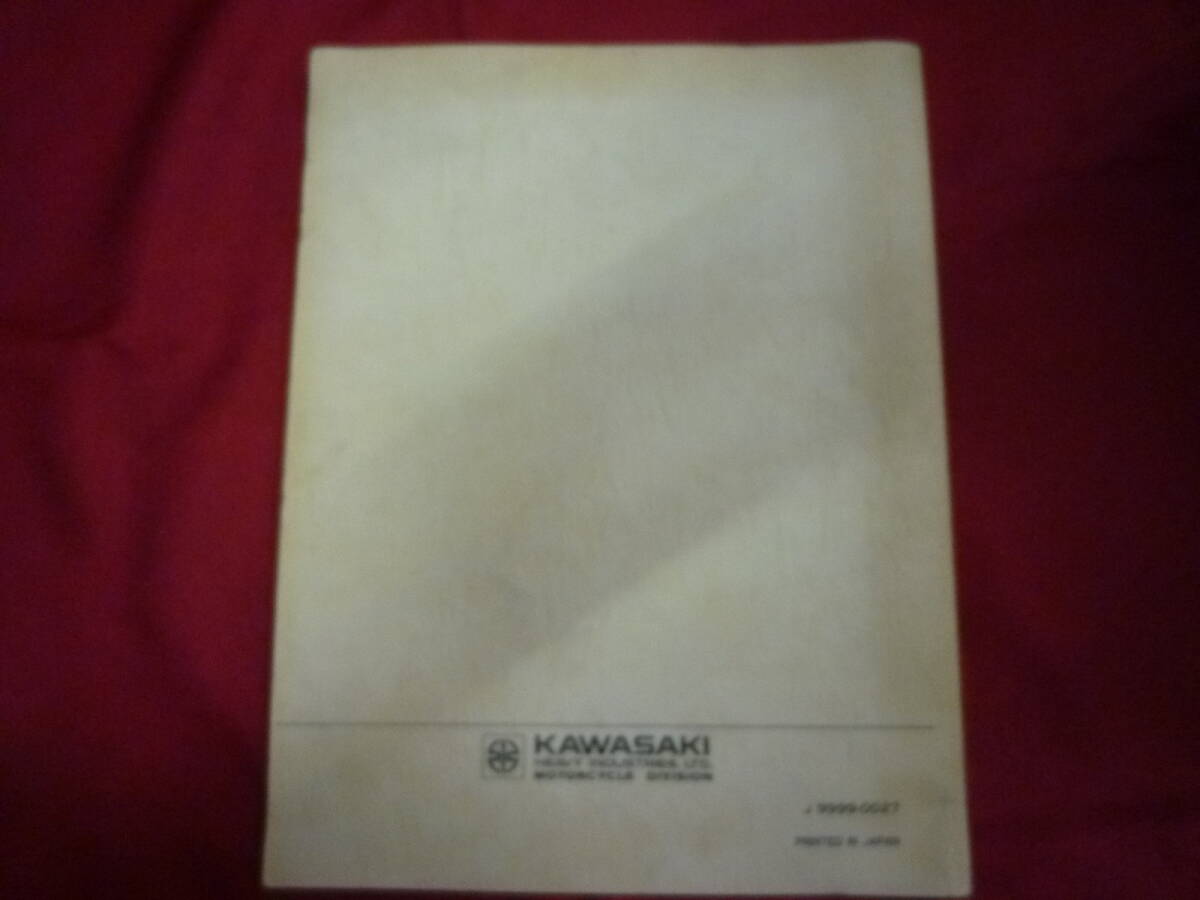 KAWASAKI
HEAVY INDUSTRIES, LTD.
MOTORCYCLE DIVISION
J 9999-0027
PRINTED IN JAPAN